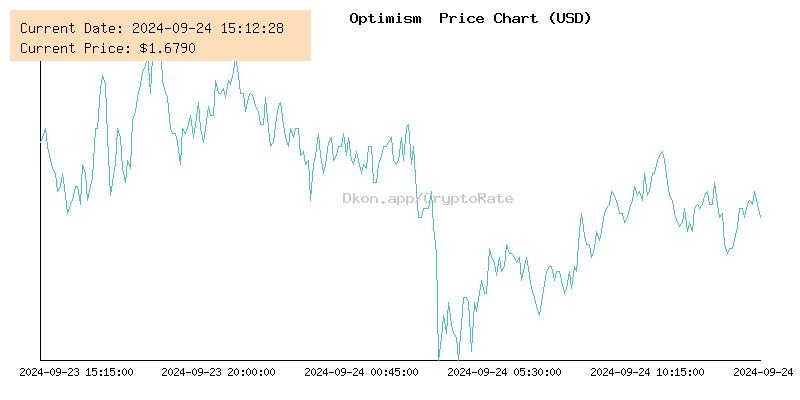 Optimism  Price Chart (USD)
Current Date: 2024-09-24 15:12:28
Current Price: $1.6790
Dkon.app/CryptoRate
2024-09-23 15:15:00 2024-09-23 20:00:00 2024-09-24 00:45:00 2024-09-24 05:30:00 2024-09-24 10:15:00 2024-09-24